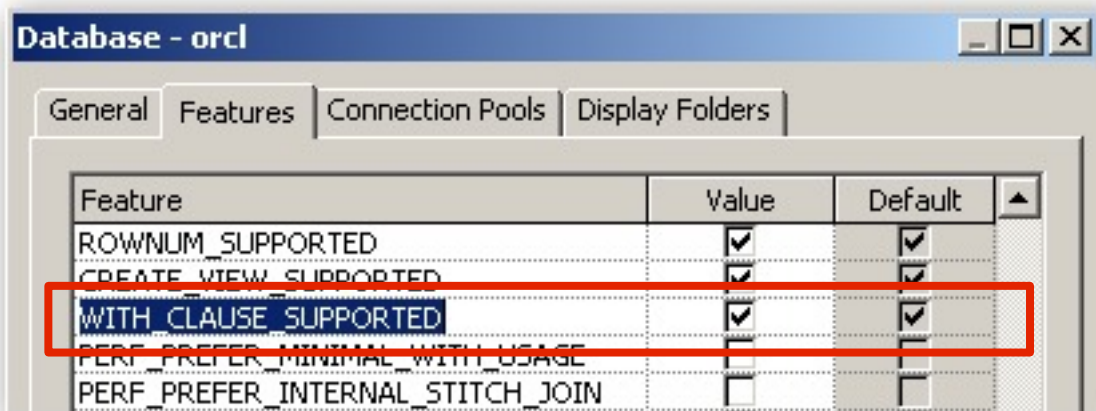 Database - orcl
General Features Connection Pools Display Folders
Feature Value Default
ROWNUM_SUPPORTED
CREATE_VIEW_SUPPORTED
WITH_CLAUSE_SUPPORTED
PERF_PREFER_MINIMAL_WITH_USAGE
PERF_PREFER_INTERNAL_STITCH_JOIN